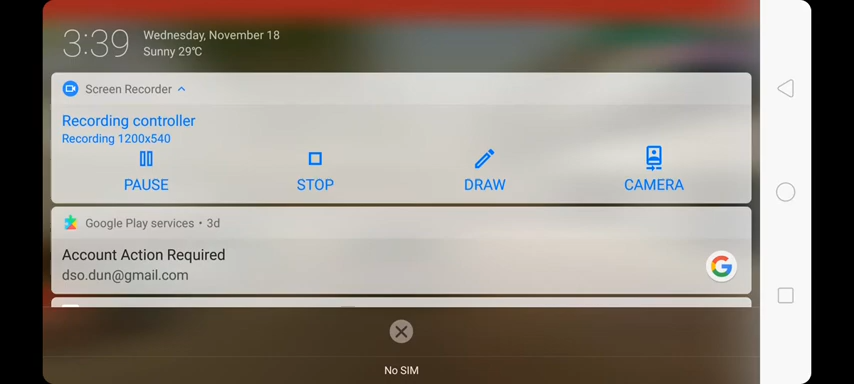 3:39
Wednesday, November 18
Sunny 29℃
Screen Recorder
Recording controller
Recording 1200x540
PAUSE
STOP
DRAW
CAMERA
Google Play services • 3d
Account Action Required
dso.dun@gmail.com
No SIM